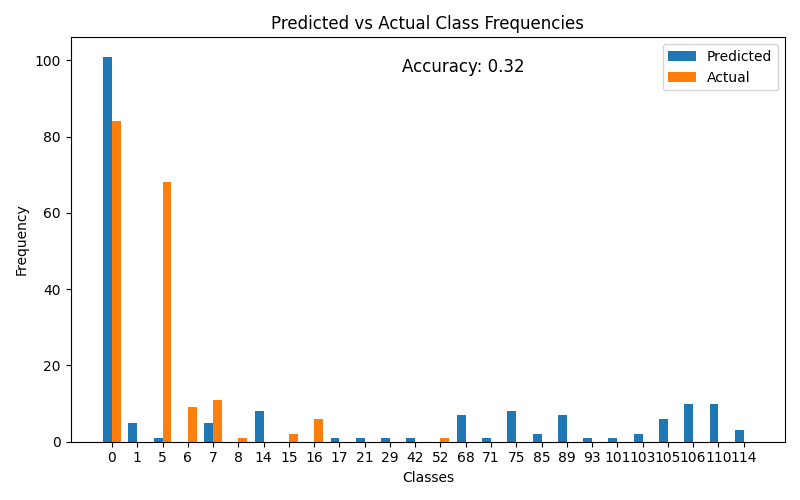 Predicted vs Actual Class Frequencies
Accuracy: 0.32
Predicted
Actual
Frequency
100
80
60
40
20
0
0 1 5 6 7 8 14 15 16 17 21 29 42 52 68 71 75 85 89 93 101 103 105 106 110 114
Classes